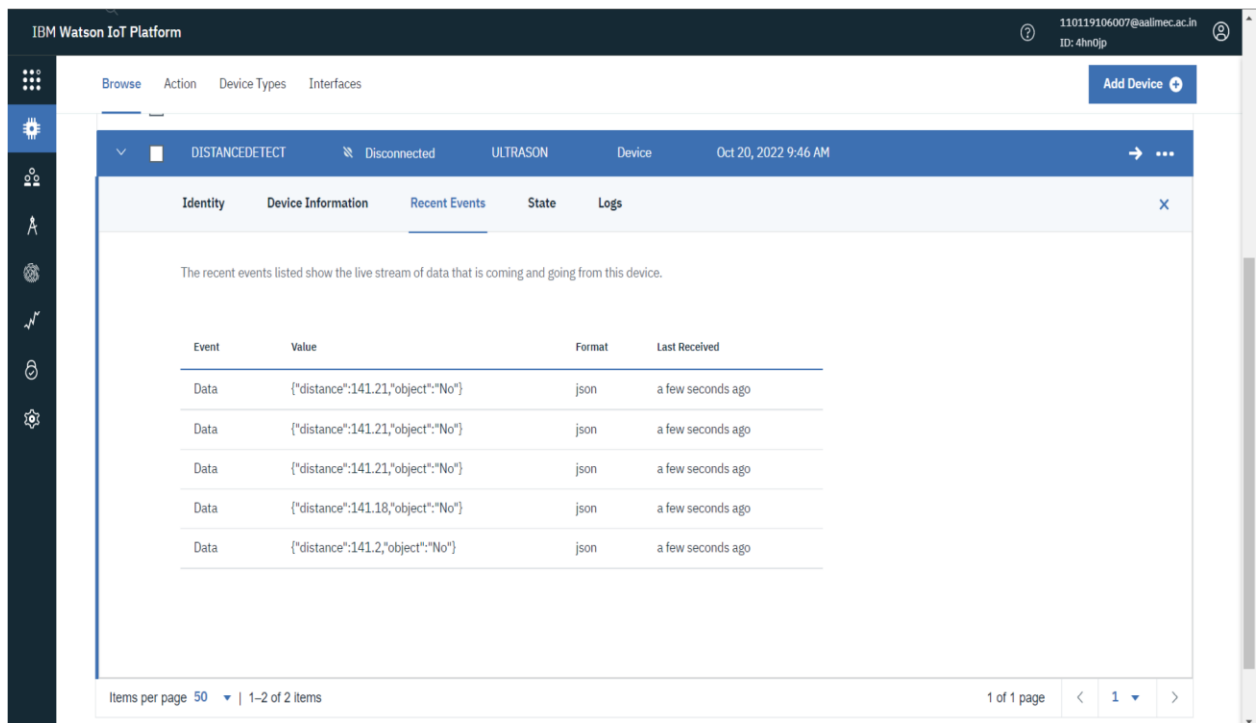 IBM Watson IoT Platform
110119106007@aalimec.ac.in
ID: 4hn0jp
Browse Action Device Types Interfaces
Add Device
DISTANCEDETECT Disconnected ULTRASON Device Oct 20, 2022 9:46 AM
Identity Device Information Recent Events State Logs
The recent events listed show the live stream of data that is coming and going from this device.
Event Value Format Last Received
Data {"distance":141.21,"object":"No"} json a few seconds ago
Data {"distance":141.21,"object":"No"} json a few seconds ago
Data {"distance":141.21,"object":"No"} json a few seconds ago
Data {"distance":141.18,"object":"No"} json a few seconds ago
Data {"distance":141.2,"object":"No"} json a few seconds ago
Items per page 50 | 1–2 of 2 items 1 of 1 page 1